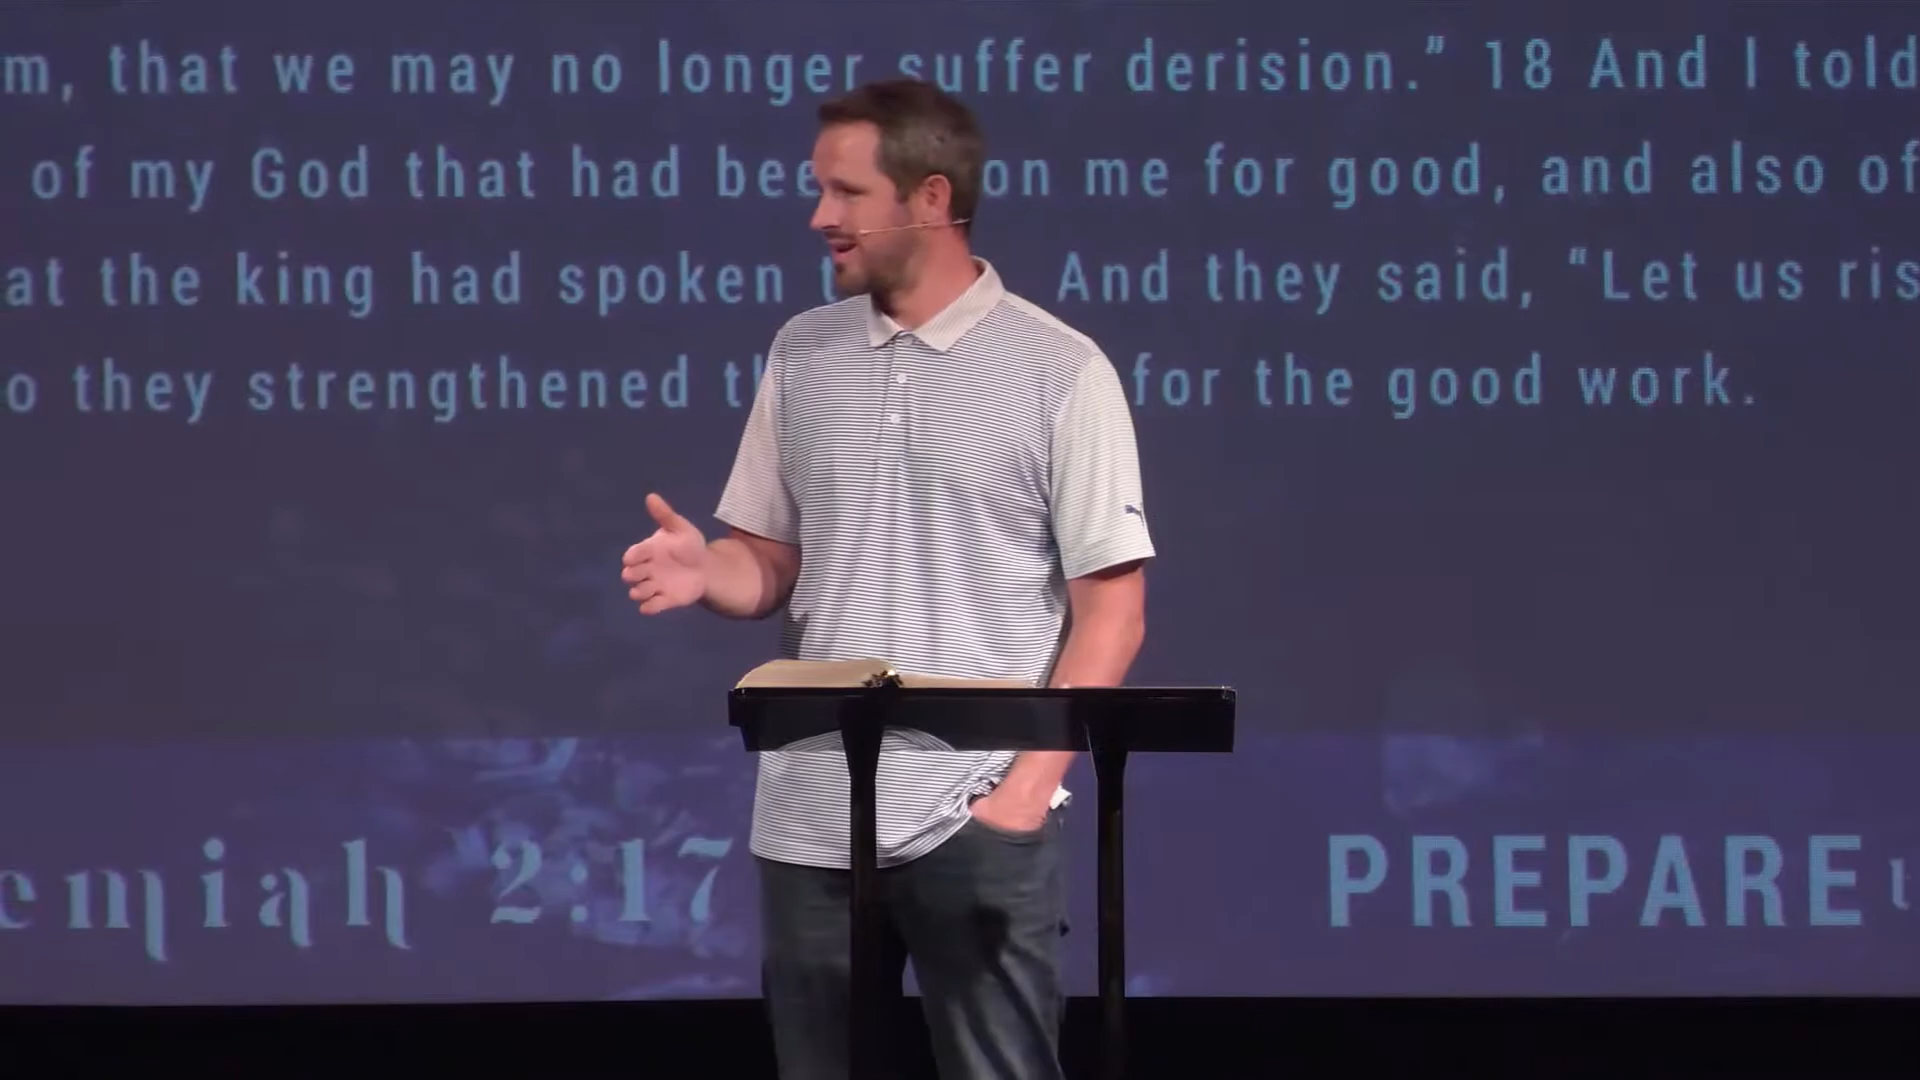 m, that we may no longer suffer derision.” 18 And I told
of my God that had bee on me for good, and also of
at the king had spoken t And they said, “Let us ris
o they strengthened th for the good work.
emiah 2:17
PREPARE t